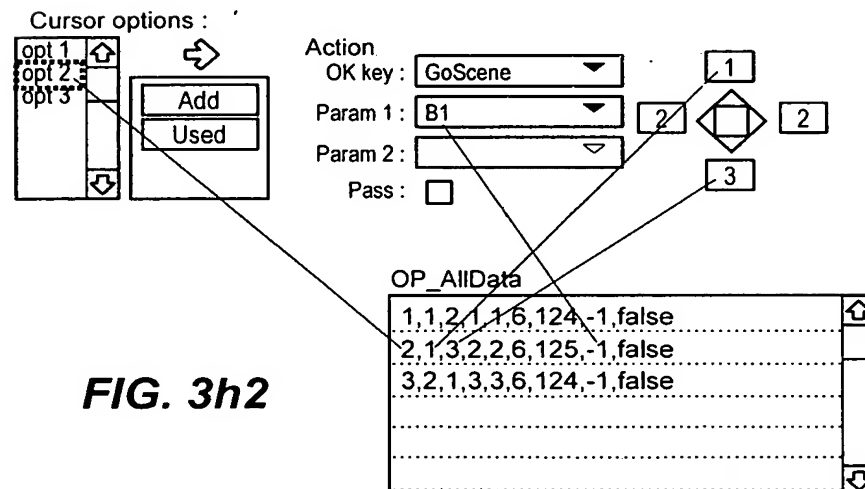 Cursor options :
opt 1
opt 2
opt 3
Add
Used
Action
OK key : GoScene
Param 1 : B1
Param 2 :
Pass :
1
2
2
3
OP_AllData
1,1,2,1,1,6,124,-1,false
2,1,3,2,2,6,125,-1,false
3,2,1,3,3,6,124,-1,false
FIG. 3h2